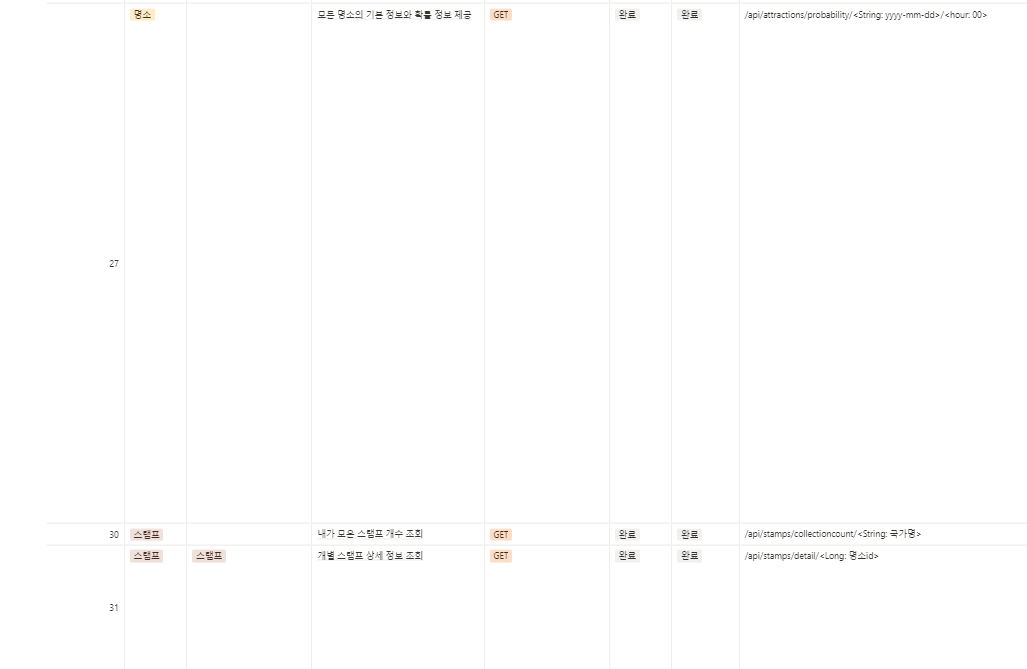 명소 모든 명소의 기본 정보와 확률 정보 제공 GET 완료 완료 /api/attractions/probability/<String: yyyy-mm-dd>/<hour: 00>
27
30 스탬프 내가 모은 스탬프 개수 조회 GET 완료 완료 /api/stamps/collectioncount/<String: 국가명>
스탬프 스탬프 개별 스탬프 상세 정보 조회 GET 완료 완료 /api/stamps/detail/<Long: 명소id>
31